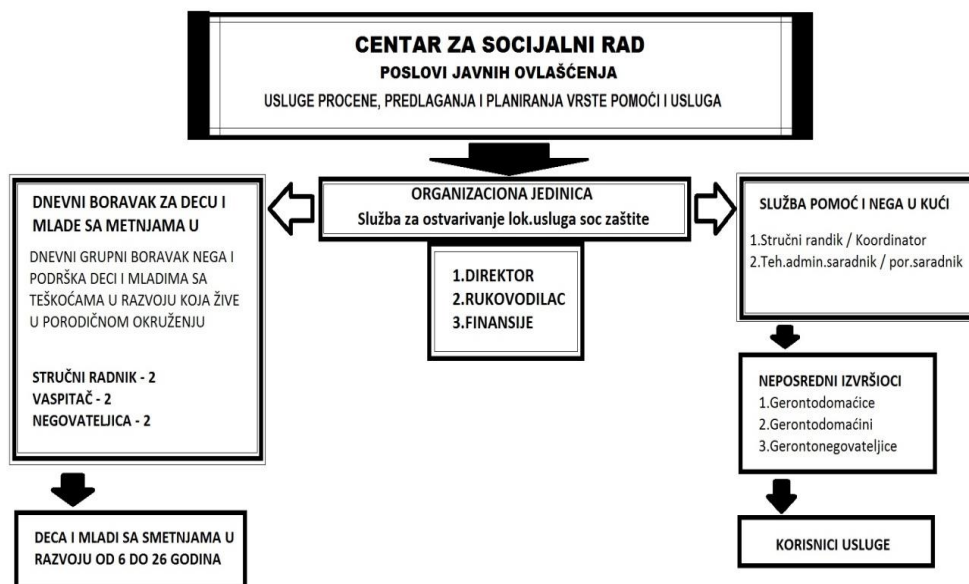 CENTAR ZA SOCIJALNI RAD
POSLOVI JAVNIH OVLAŠĆENJA
USLUGE PROCENE, PREDLAGANJA I PLANIRANJA VRSTE POMOĆI I USLUGA
ORGANIZACIONA JEDINICA
Služba za ostvarivanje lok.usluga soc zaštite
1.DIREKTOR
2.RUKOVODILAC
3.FINANSIJE
DNEVNI BORAVAK ZA DECU I
MLADE SA METNJAMA U
DNEVNI GRUPNI BORAVAK NEGA I
PODRŠKA DECI I MLADIMA SA
TEŠKOĆAMA U RAZVOJU KOJA ŽIVE
U PORODIČNOM OKRUŽENJU
STRUČNI RADNIK - 2
VASPITAČ - 2
NEGOVATELJICA - 2
DECA I MLADI SA SMETNJAMA U
RAZVOJU OD 6 DO 26 GODINA
SLUŽBA POMOĆ I NEGA U KUĆI
1.Stručni randik / Koordinator
2.Teh.admin.saradnik / por.saradnik
NEPOSREDNI IZVRŠIOCI
1.Gerontodomaćice
2.Gerontodomaćini
3.Gerontonegovateljice
KORISNICI USLUGE